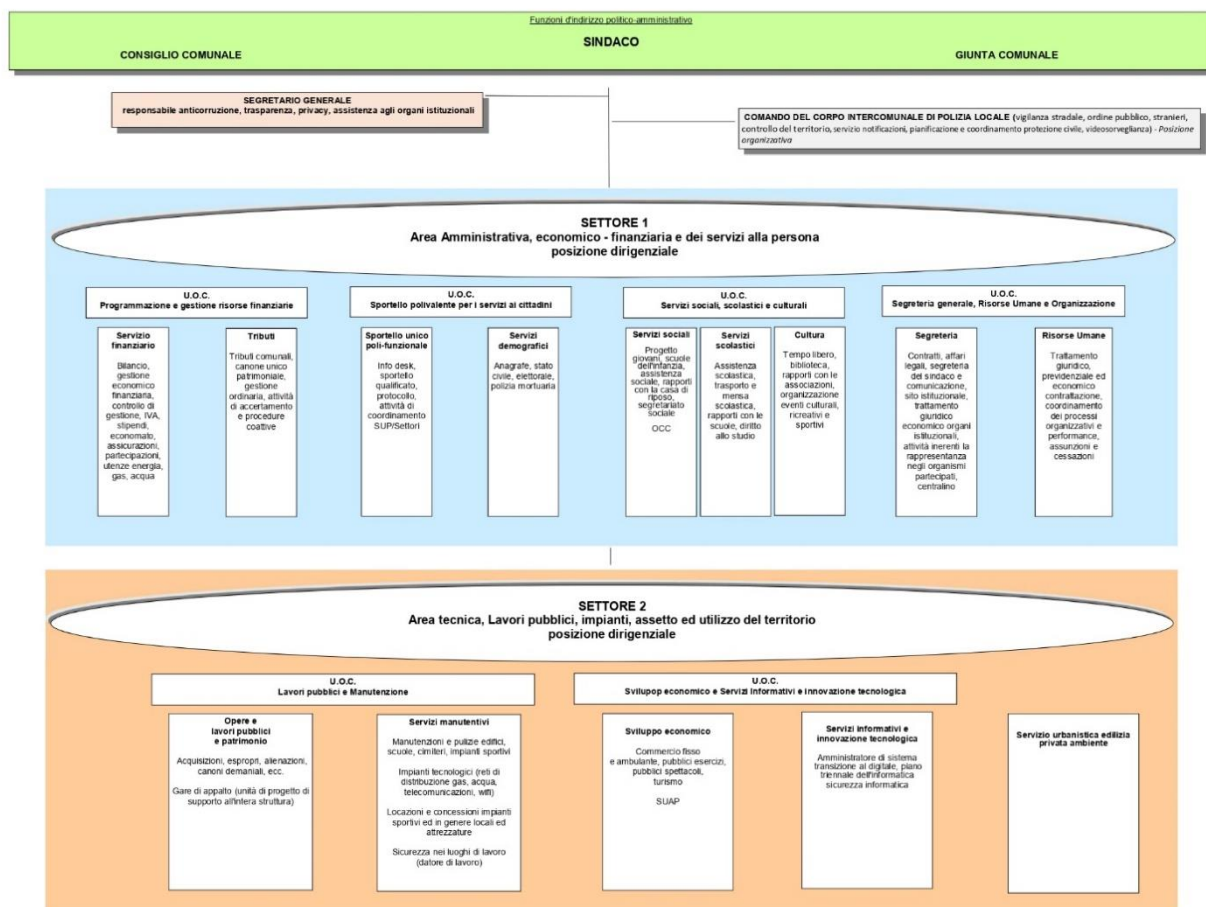 Funzioni d'indirizzo politico-amministrativo
SINDACO
CONSIGLIO COMUNALE
GIUNTA COMUNALE
SEGRETARIO GENERALE
responsabile anticorruzione, trasparenza, privacy, assistenza agli organi istituzionali
COMANDO DEL CORPO INTERCOMUNALE DI POLIZIA LOCALE (vigilanza stradale, ordine pubblico, stranieri,
controllo del territorio, servizio notificazioni, pianificazione e coordinamento protezione civile, videosorveglianza) - Posizione
organizzativa
SETTORE 1
Area Amministrativa, economico - finanziaria e dei servizi alla persona
posizione dirigenziale
U.O.C.
Programmazione e gestione risorse finanziarie
Servizio
finanziario
Bilancio,
gestione
economico
finanziaria,
controllo di
gestione, IVA,
stipendi,
economato,
assicurazioni,
partecipazioni,
utenze energia,
gas, acqua
Tributi
Tributi comunali,
canone unico
patrimoniale,
gestione
ordinaria, attività
di accertamento
e procedure
coattive
U.O.C.
Sportello polivalente per i servizi ai cittadini
Sportello unico
poli-funzionale
Info desk,
sportello
qualificato,
protocollo,
attività di
coordinamento
SUP/Settori
Servizi
demografici
Anagrafe, stato
civile, elettorale,
polizia mortuaria
U.O.C.
Servizi sociali, scolastici e culturali
Servizi sociali
Progetto
giovani, scuole
dell'infanzia,
assistenza
sociale, rapporti
con la casa di
riposo,
segretariato
sociale
OCC
Servizi
scolastici
Assistenza
scolastica,
trasporto e
mensa
scolastica,
rapporti con le
scuole, diritto
allo studio
Cultura
Tempo libero,
biblioteca,
rapporti con le
associazioni,
organizzazione
eventi culturali,
ricreativi e
sportivi
U.O.C.
Segreteria generale, Risorse Umane e Organizzazione
Segreteria
Contratti, affari
legali, segreteria
del sindaco e
comunicazione,
sito istituzionale,
trattamento
giuridico
economico organi
istituzionali,
attività inerenti la
rappresentanza
negli organismi
partecipati,
centralino
Risorse Umane
Trattamento
giuridico,
previdenziale ed
economico
contrattazione,
coordinamento
dei processi
organizzativi e
performance,
assunzioni e
cessazioni
SETTORE 2
Area tecnica, Lavori pubblici, impianti, assetto ed utilizzo del territorio
posizione dirigenziale
U.O.C.
Lavori pubblici e Manutenzione
Opere e
lavori pubblici
e patrimonio
Acquisizioni, espropri, alienazioni,
canoni demaniali, ecc.
Gare di appalto (unità di progetto di
supporto all'intera struttura)
Servizi manutentivi
Manutenzioni e pulizie edifici,
scuole, cimiteri, impianti sportivi
Impianti tecnologici (reti di
distribuzione gas, acqua,
telecomunicazioni, wifi)
Locazioni e concessioni impianti
sportivi ed in genere locali ed
attrezzature
Sicurezza nei luoghi di lavoro
(datore di lavoro)
U.O.C.
Svilupop economico e Servizi Informativi e innovazione tecnologica
Sviluppo economico
Commercio fisso
e ambulante, pubblici esercizi,
pubblici spettacoli,
turismo
SUAP
Servizi informativi e
innovazione tecnologica
Amministratore di sistema
transizione al digitale, piano
triennale dell'informatica
sicurezza informatica
Servizio urbanistica edilizia
privata ambiente